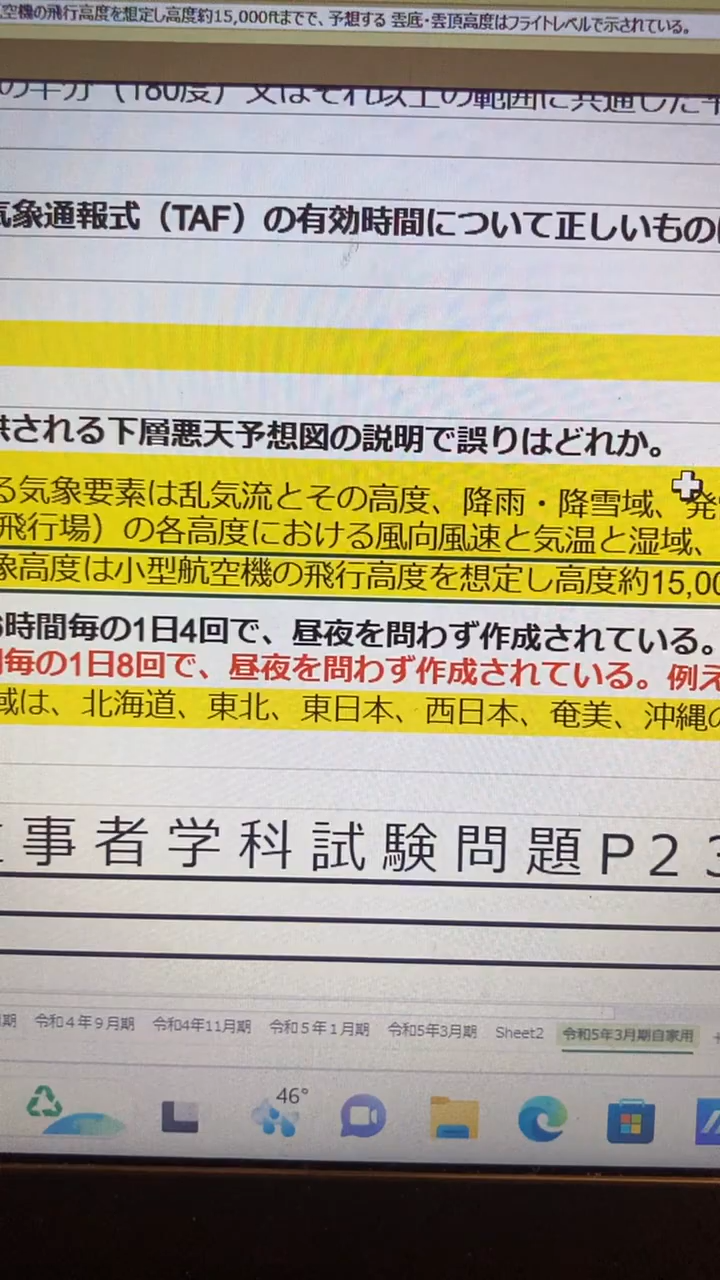 空機の飛行高度を想定し高度約15,000ftまでで、予想する 雲底・雲頂高度はフライトレベルで示されている。
の半分（180度）又はそれ以上の範囲に共通した
気象通報式（TAF）の有効時間について正しいもの
供される下層悪天予想図の説明で誤りはどれか。
る気象要素は乱気流とその高度、降雨・降雪域、発
飛行場）の各高度における風向風速と気温と湿域、
象高度は小型航空機の飛行高度を想定し高度約15,00
時間毎の1日4回で、昼夜を問わず作成されている。
毎の1日8回で、昼夜を問わず作成されている。例え
域は、北海道、東北、東日本、西日本、奄美、沖縄の
事者学科試験問題P23
期 令和４年９月期 令和4年11月期 令和５年１月期 令和5年3月期 Sheet2 令和5年3月期自家用
46°